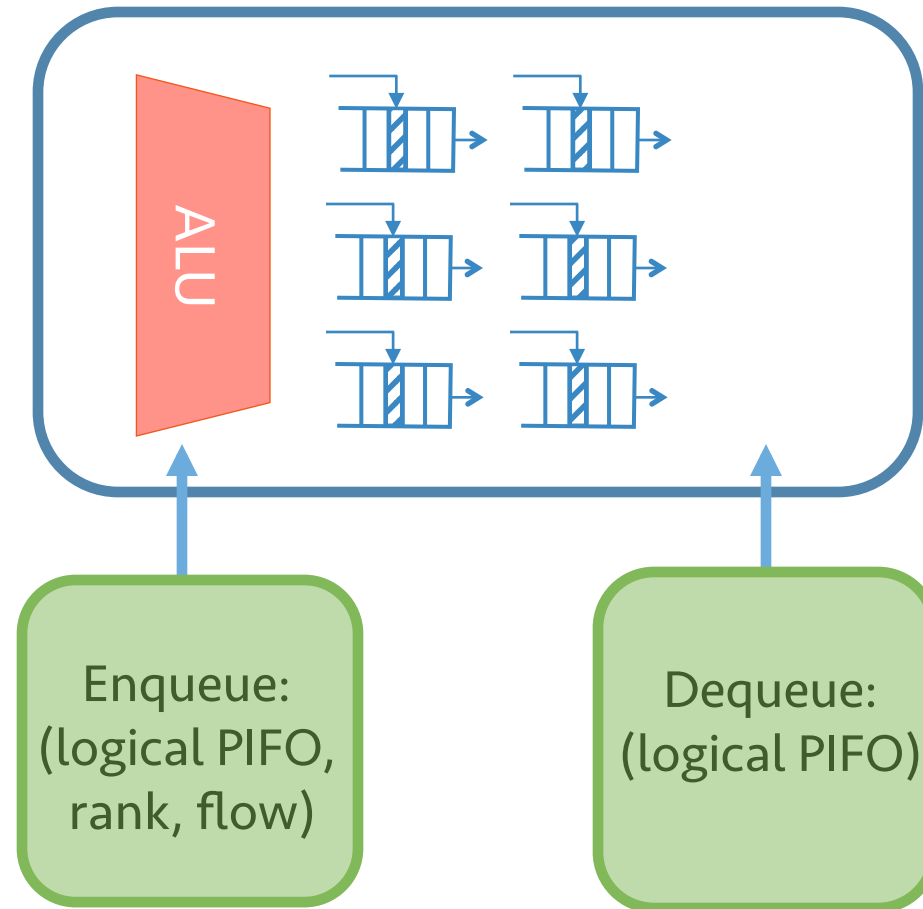 ALU
Enqueue:
(logical PIFO,
rank, flow)
Dequeue:
(logical PIFO)